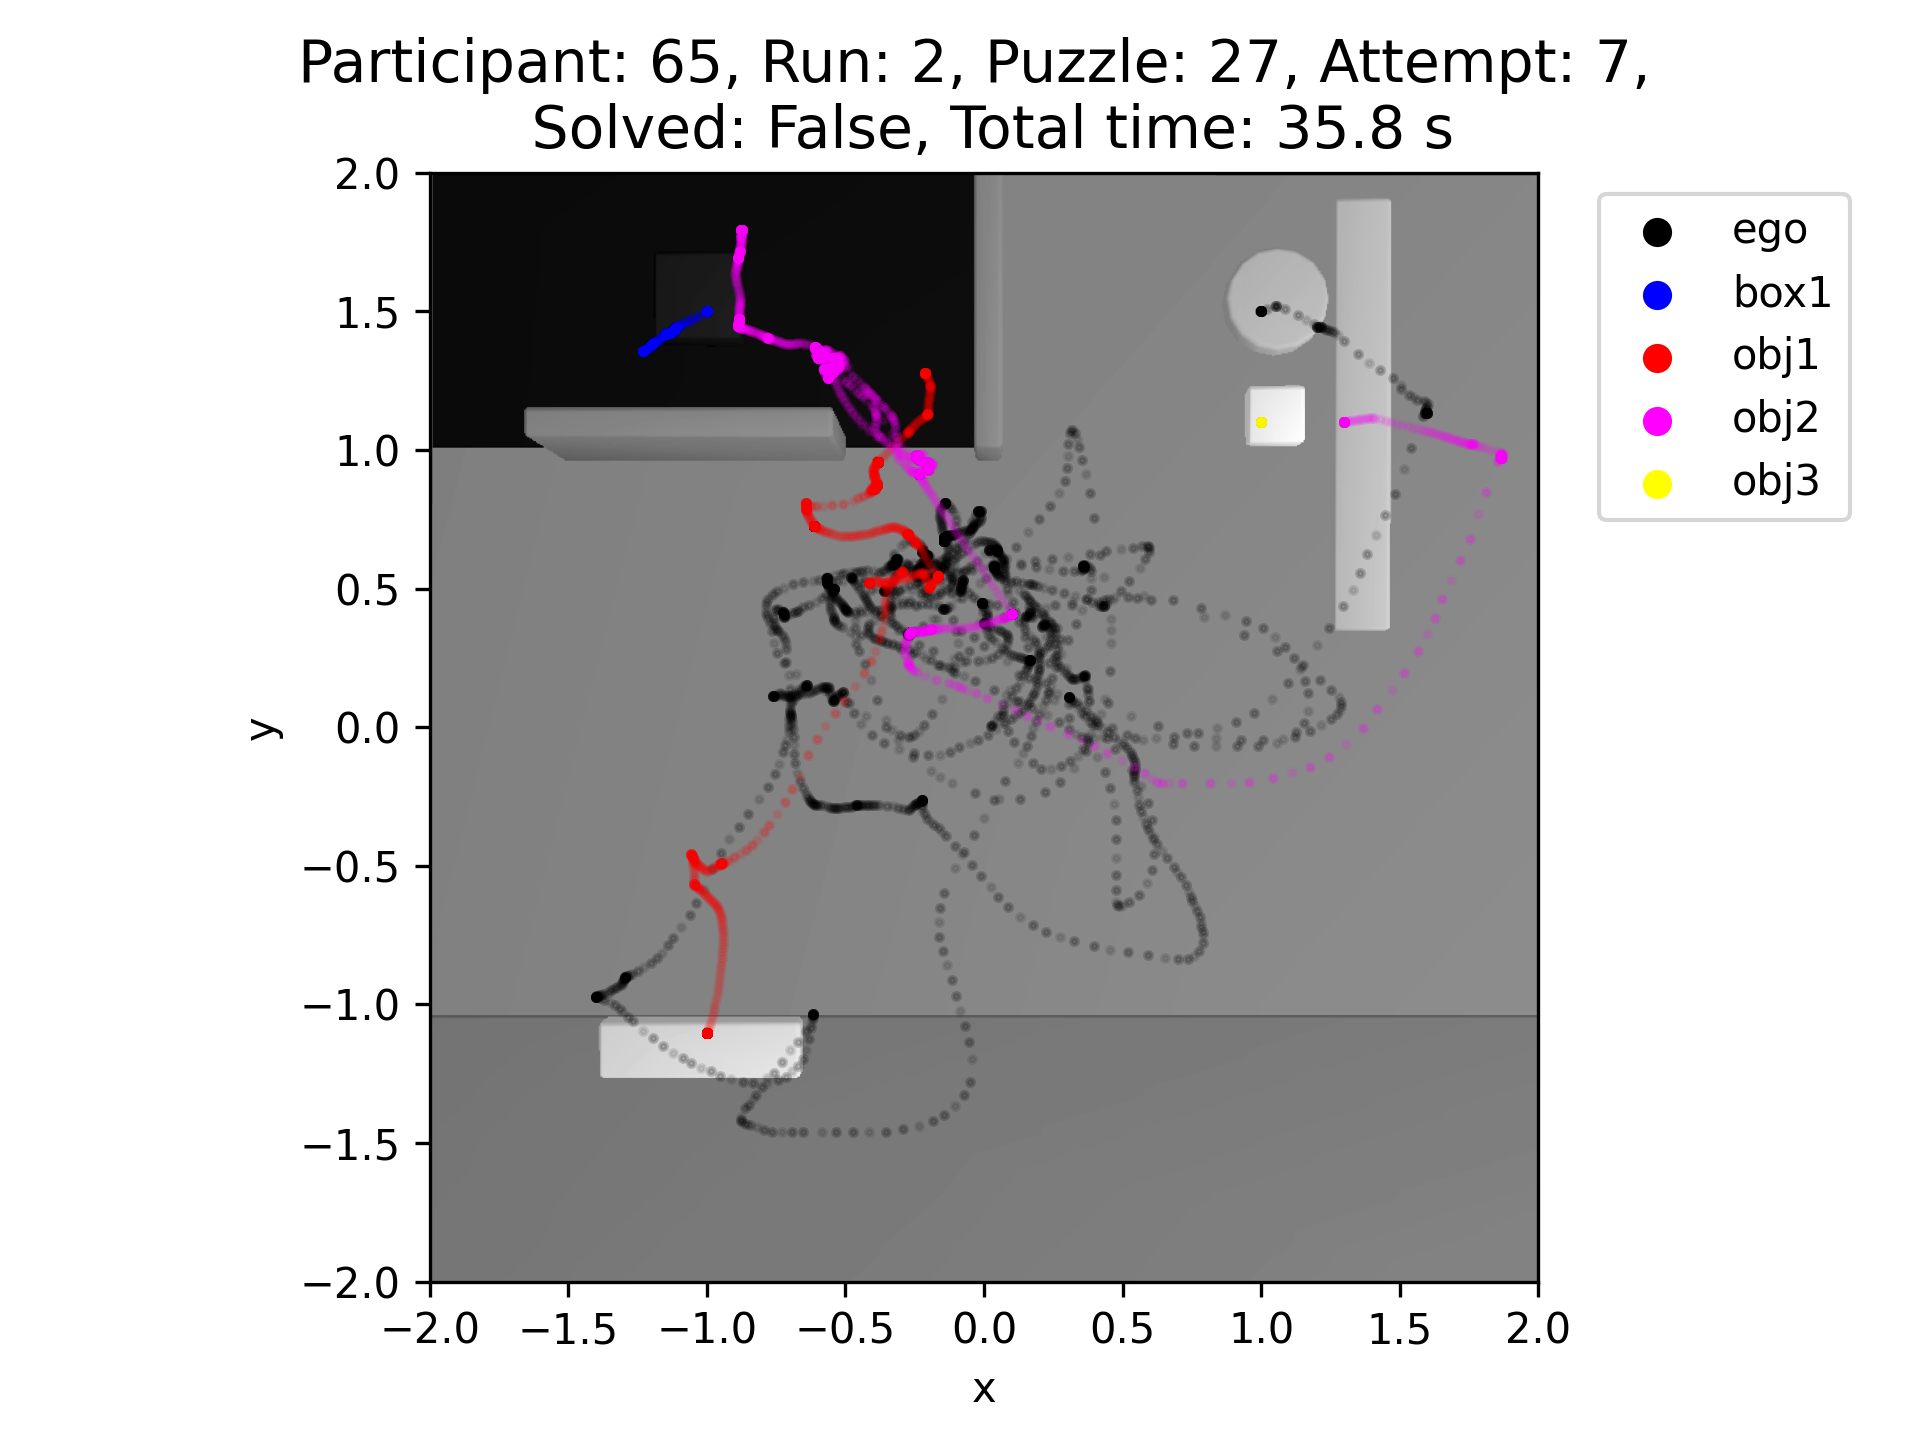 Participant: 65, Run: 2, Puzzle: 27, Attempt: 7,
Solved: False, Total time: 35.8 s
2.0
1.5
1.0
0.5
0.0
−0.5
−1.0
−1.5
−2.0
y
−2.0 −1.5 −1.0 −0.5 0.0 0.5 1.0 1.5 2.0
x
ego
box1
obj1
obj2
obj3